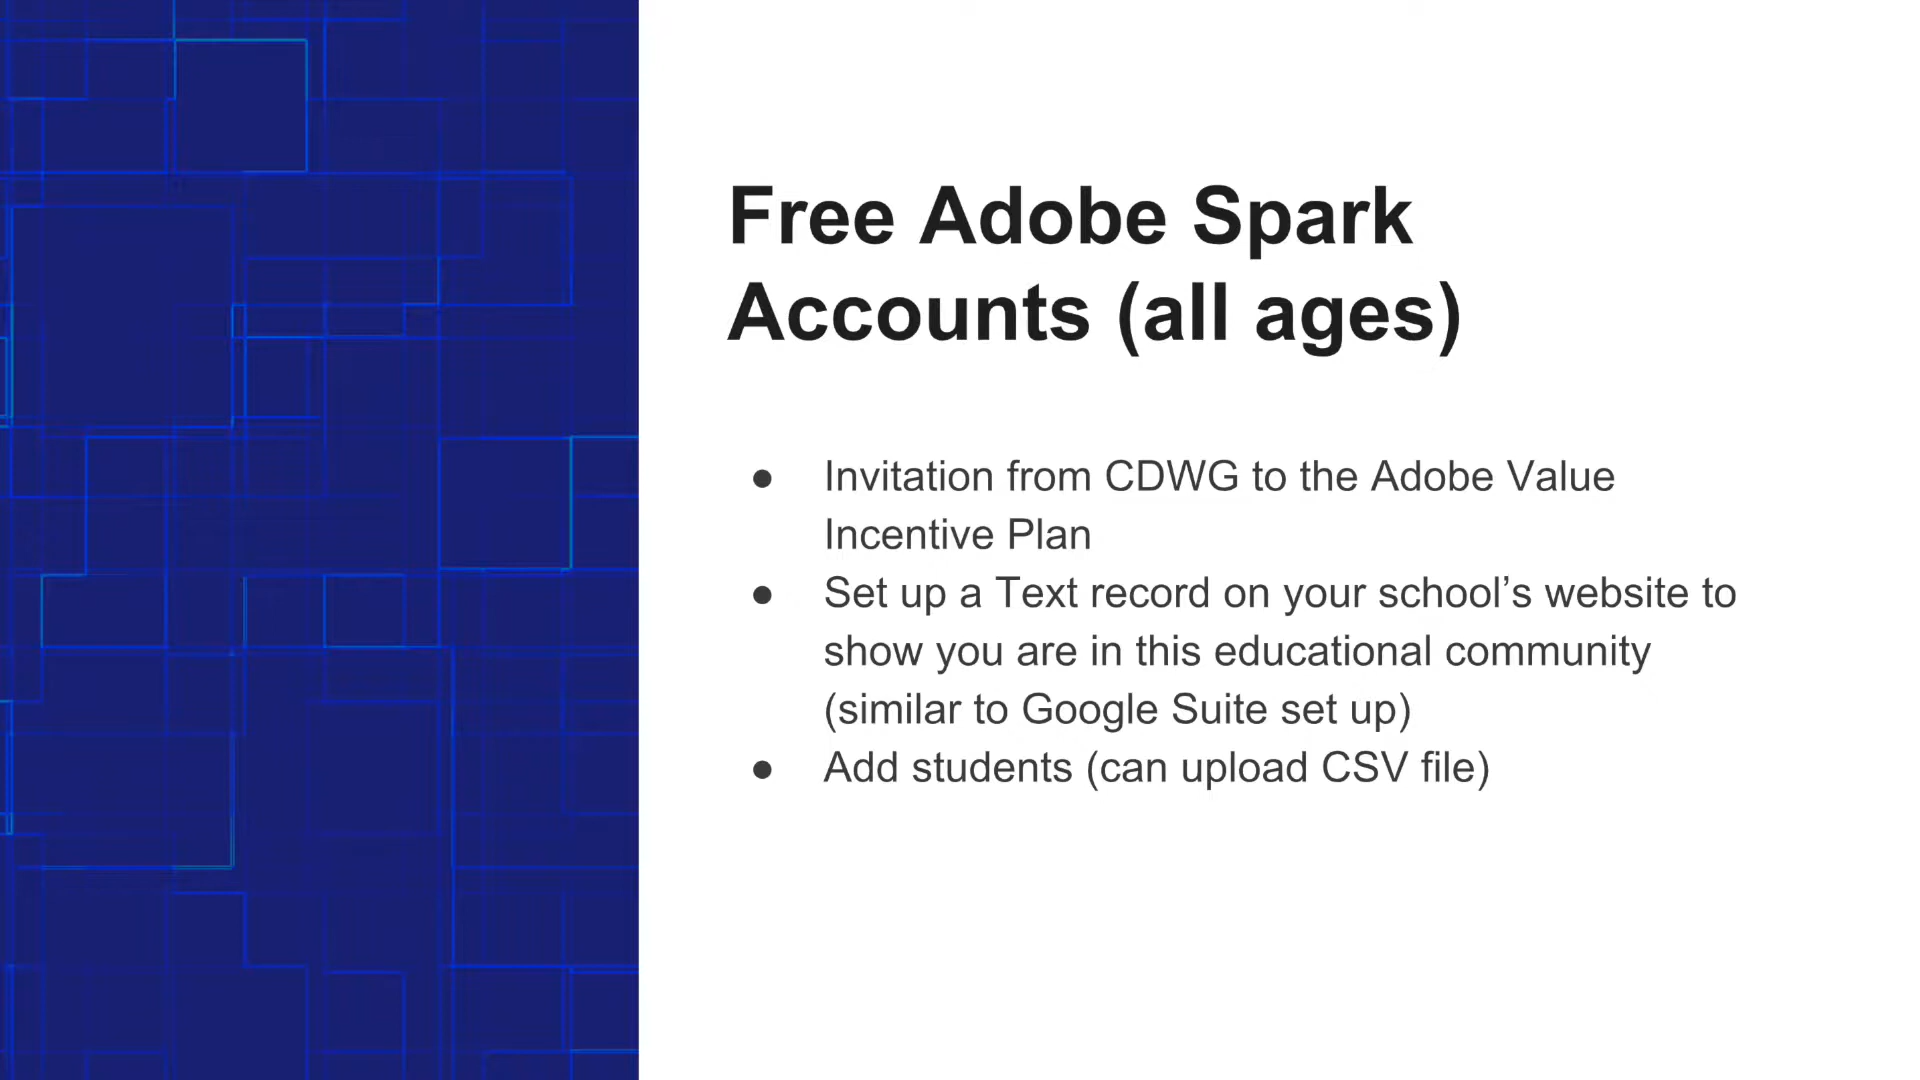 Free Adobe Spark
Accounts (all ages)
● Invitation from CDWG to the Adobe Value
Incentive Plan
● Set up a Text record on your school’s website to
show you are in this educational community
(similar to Google Suite set up)
● Add students (can upload CSV file)